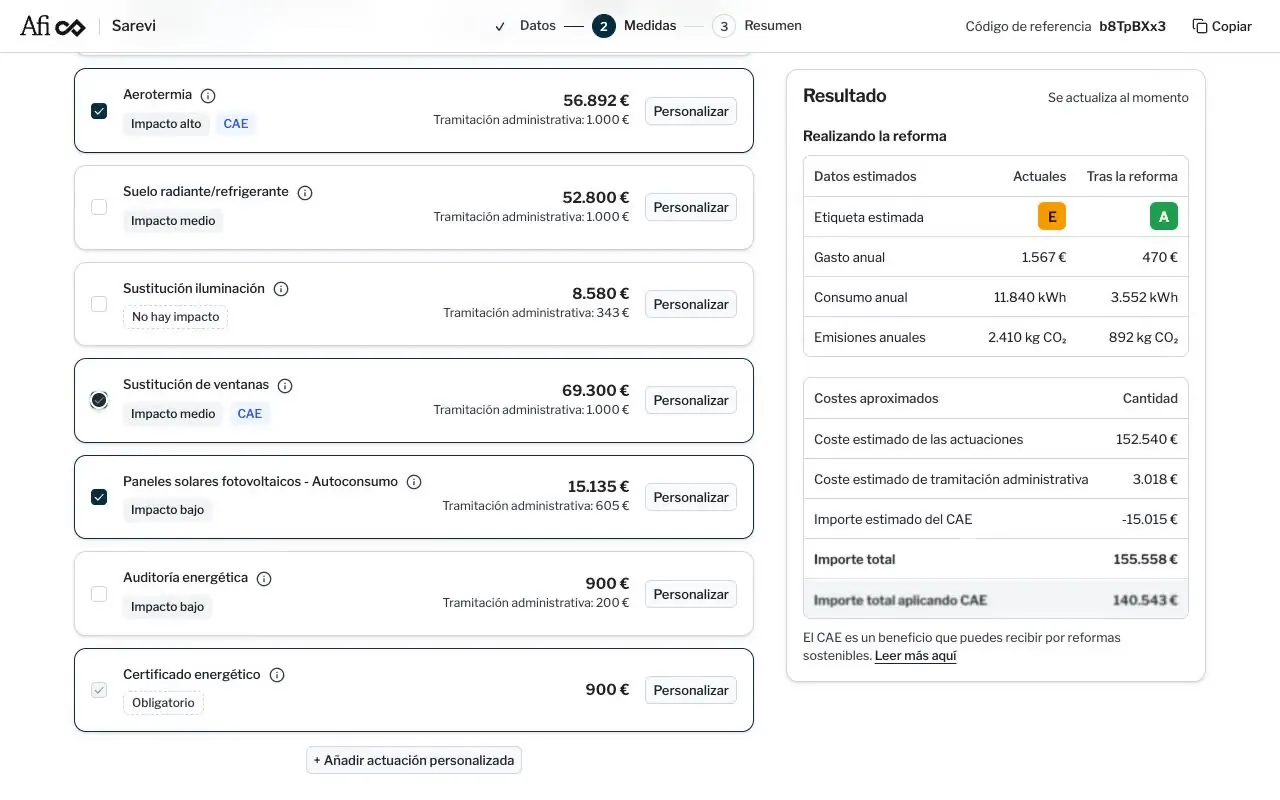 Afi Sarevi ✓ Datos 2 Medidas 3 Resumen Código de referencia b8TpBXx3 Copiar
Aerotermia
Impacto alto CAE
56.892 €
Tramitación administrativa: 1.000 €
Personalizar
Suelo radiante/refrigerante
Impacto medio
52.800 €
Tramitación administrativa: 1.000 €
Personalizar
Sustitución iluminación
No hay impacto
8.580 €
Tramitación administrativa: 343 €
Personalizar
Sustitución de ventanas
Impacto medio CAE
69.300 €
Tramitación administrativa: 1.000 €
Personalizar
Paneles solares fotovoltaicos - Autoconsumo
Impacto bajo
15.135 €
Tramitación administrativa: 605 €
Personalizar
Auditoría energética
Impacto bajo
900 €
Tramitación administrativa: 200 €
Personalizar
Certificado energético
Obligatorio
900 €
Personalizar
+ Añadir actuación personalizada
Resultado Se actualiza al momento
Realizando la reforma
Datos estimados Actuales Tras la reforma
Etiqueta estimada E A
Gasto anual 1.567 € 470 €
Consumo anual 11.840 kWh 3.552 kWh
Emisiones anuales 2.410 kg CO₂ 892 kg CO₂
Costes aproximados Cantidad
Coste estimado de las actuaciones 152.540 €
Coste estimado de tramitación administrativa 3.018 €
Importe estimado del CAE -15.015 €
Importe total 155.558 €
Importe total aplicando CAE 140.543 €
El CAE es un beneficio que puedes recibir por reformas
sostenibles. Leer más aquí